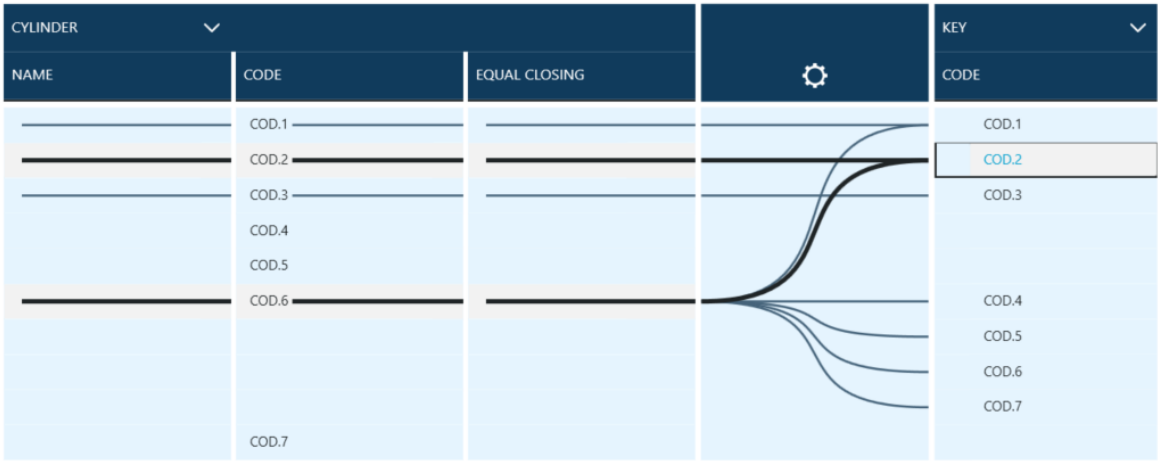 CYLINDER KEY
NAME CODE EQUAL CLOSING CODE
COD.1 COD.1
COD.2 COD.2
COD.3 COD.3
COD.4
COD.5
COD.6 COD.4
COD.5
COD.6
COD.7
COD.7